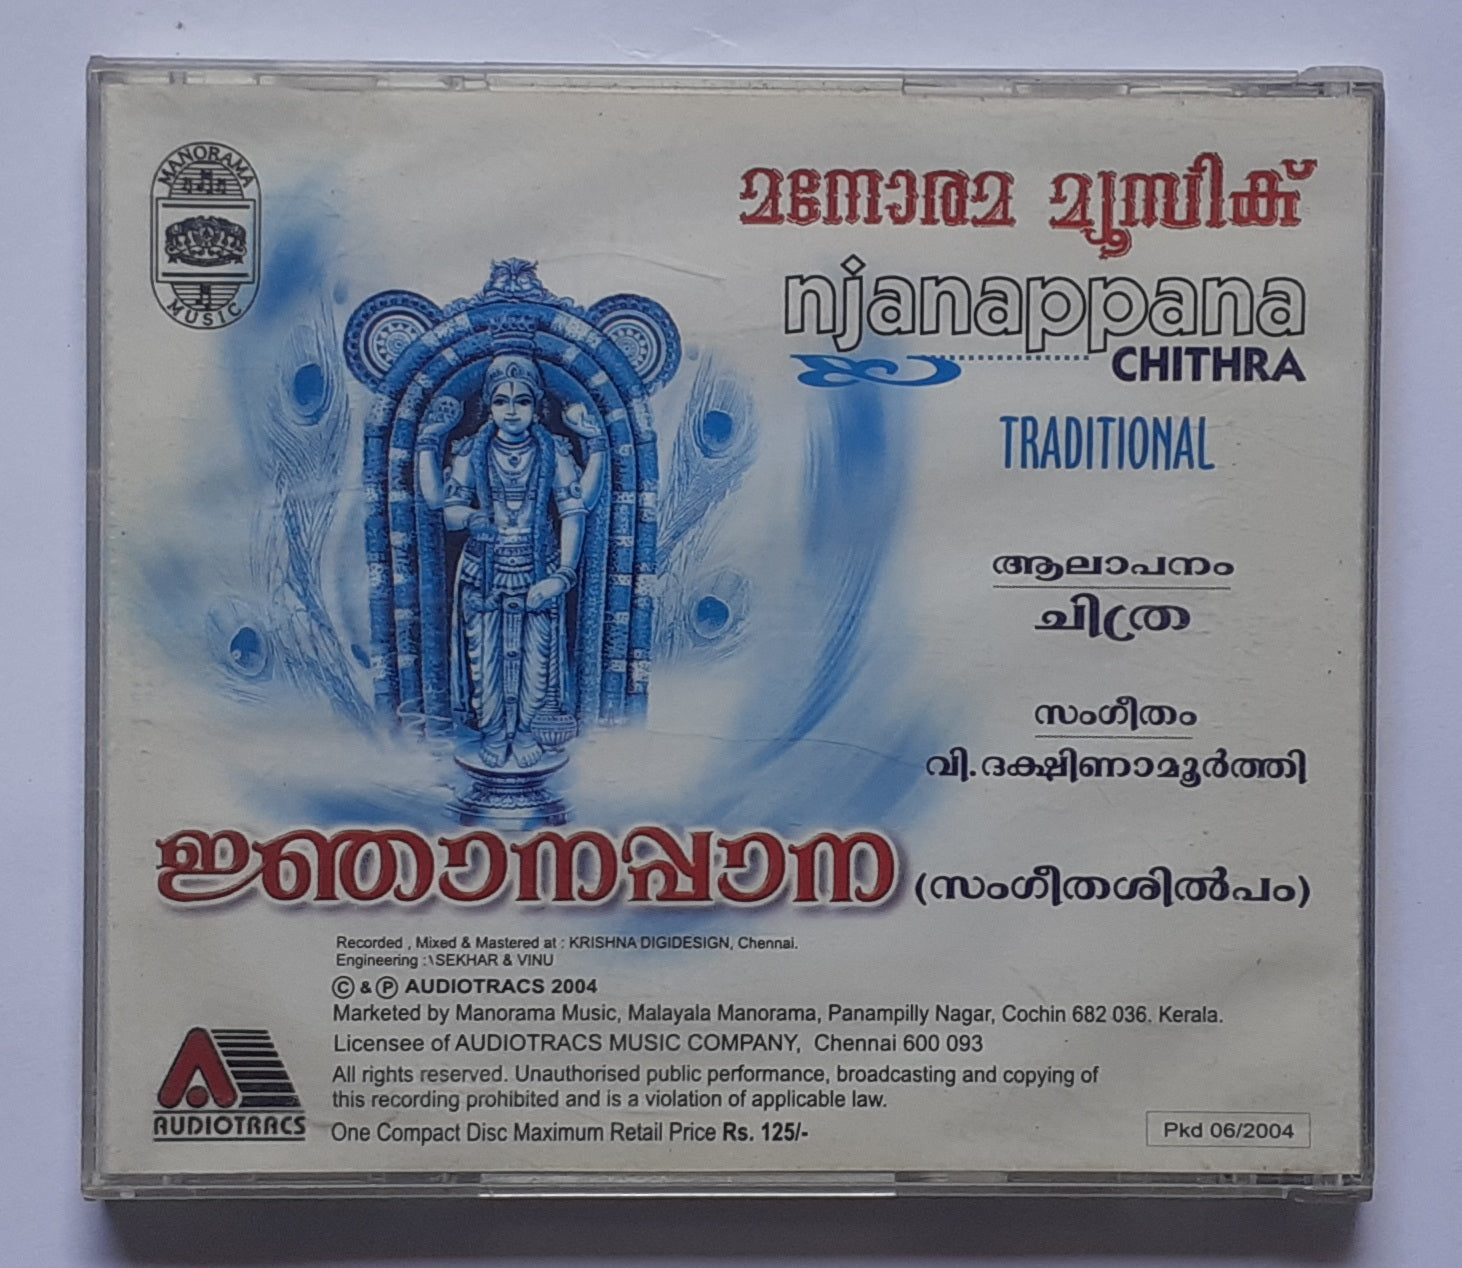 MANORAMA
MUSIC
മനോരമ മ്യൂസിക്
njanappana
CHITHRA
TRADITIONAL
ആലാപനം
ചിത്ര
സംഗീതം
വി.ദക്ഷിണാമൂർത്തി
ജ്ഞാനപ്പാന (സംഗീതശിൽപം)
Recorded , Mixed & Mastered at : KRISHNA DIGIDESIGN, Chennai.
Engineering :\SEKHAR & VINU
© & ℗ AUDIOTRACS 2004
Marketed by Manorama Music, Malayala Manorama, Panampilly Nagar, Cochin 682 036. Kerala.
Licensee of AUDIOTRACS MUSIC COMPANY, Chennai 600 093
All rights reserved. Unauthorised public performance, broadcasting and copying of
this recording prohibited and is a violation of applicable law.
One Compact Disc Maximum Retail Price Rs. 125/-
AUDIOTRACS
Pkd 06/2004